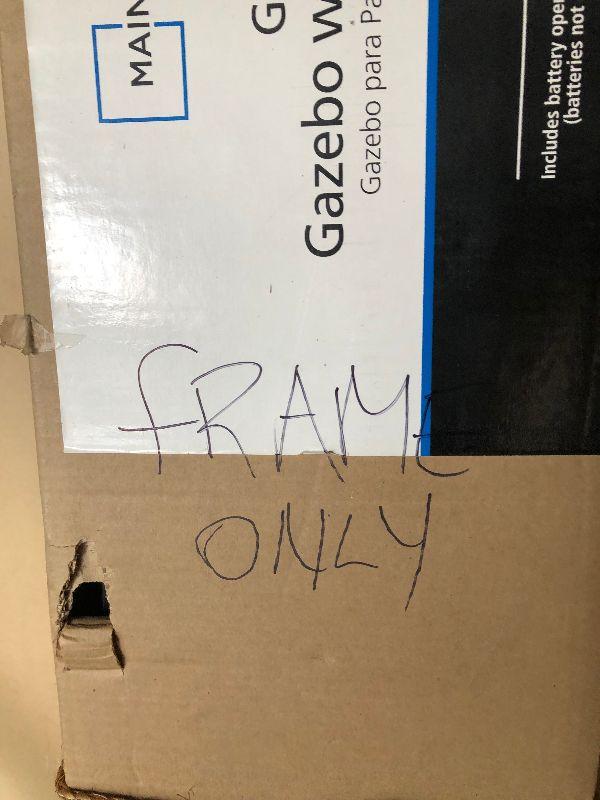 MAIN
G
Gazebo w
Gazebo para Pa
Includes battery oper
(batteries not
FRAME
ONLY